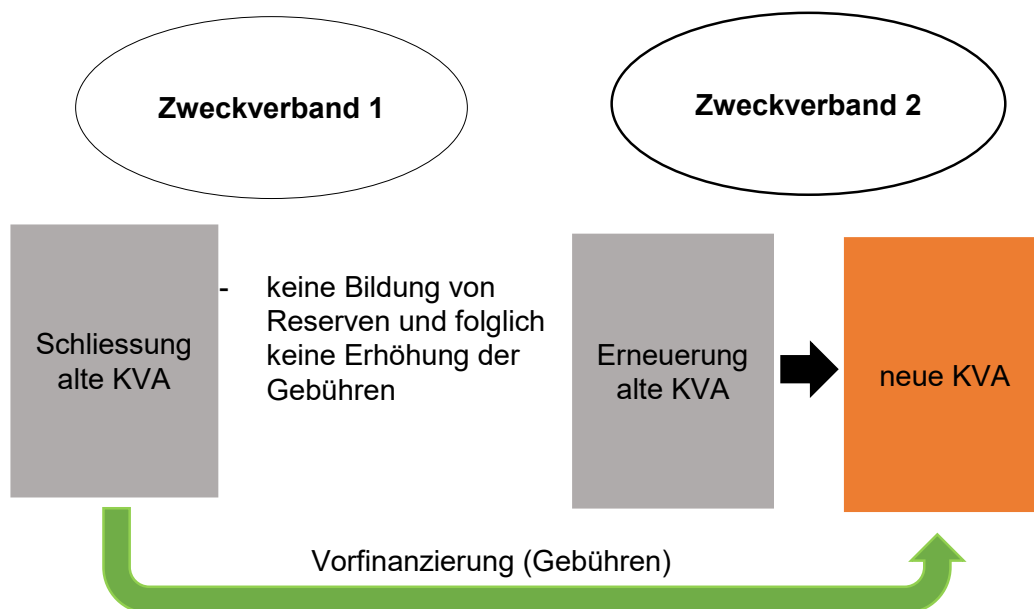 Zweckverband 1
Zweckverband 2
Schliessung
alte KVA
- keine Bildung von
Reserven und folglich
keine Erhöhung der
Gebühren
Erneuerung
alte KVA
neue KVA
Vorfinanzierung (Gebühren)